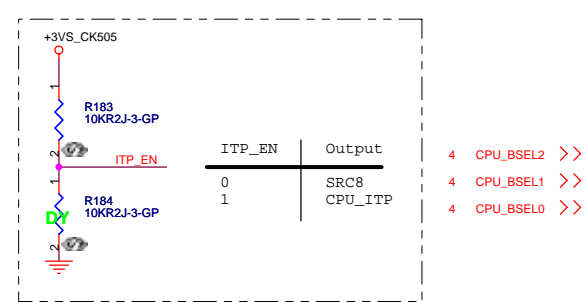 +3VS_CK505
1
R183
10KR2J-3-GP
2
ITP_EN
1
R184
10KR2J-3-GP
DY
2
ITP_EN Output
0 SRC8
1 CPU_ITP
4 CPU_BSEL2
4 CPU_BSEL1
4 CPU_BSEL0